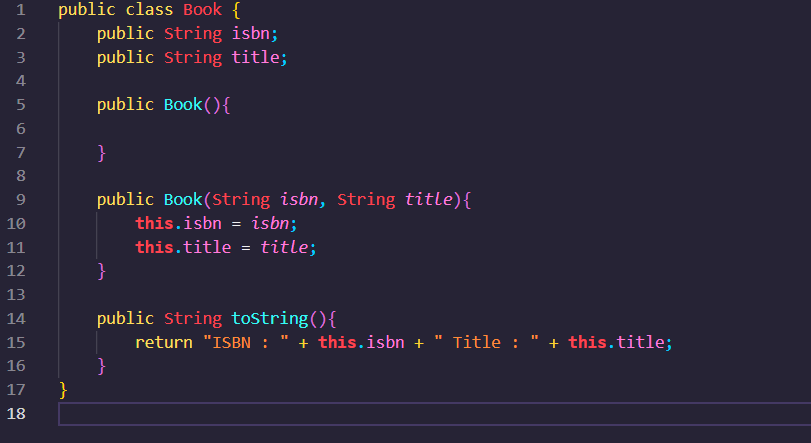 1 public class Book {
2     public String isbn;
3     public String title;
4
5     public Book(){
6
7     }
8
9     public Book(String isbn, String title){
10         this.isbn = isbn;
11         this.title = title;
12     }
13
14     public String toString(){
15         return "ISBN : " + this.isbn + " Title : " + this.title;
16     }
17 }
18